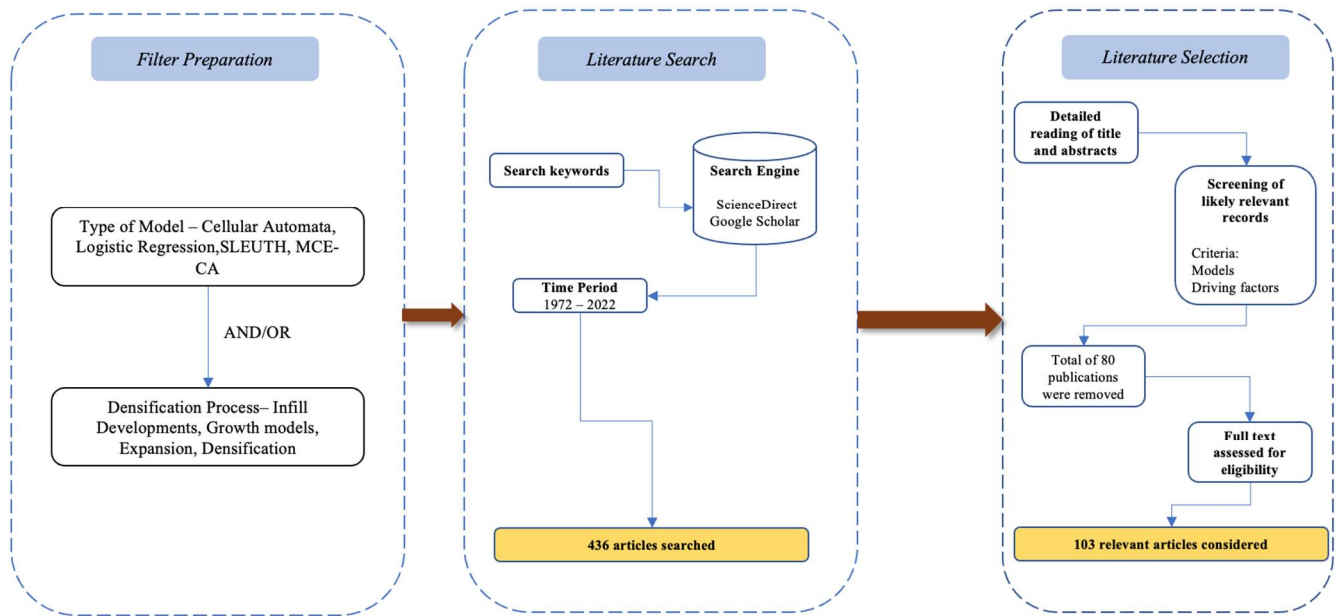 Filter Preparation
Type of Model – Cellular Automata,
Logistic Regression,SLEUTH, MCE-
CA
AND/OR
Densification Process– Infill
Developments, Growth models,
Expansion, Densification
Literature Search
Search keywords
Search Engine
ScienceDirect
Google Scholar
Time Period
1972 – 2022
436 articles searched
Literature Selection
Detailed
reading of title
and abstracts
Screening of
likely relevant
records
Criteria:
Models
Driving factors
Total of 80
publications
were removed
Full text
assessed for
eligibility
103 relevant articles considered